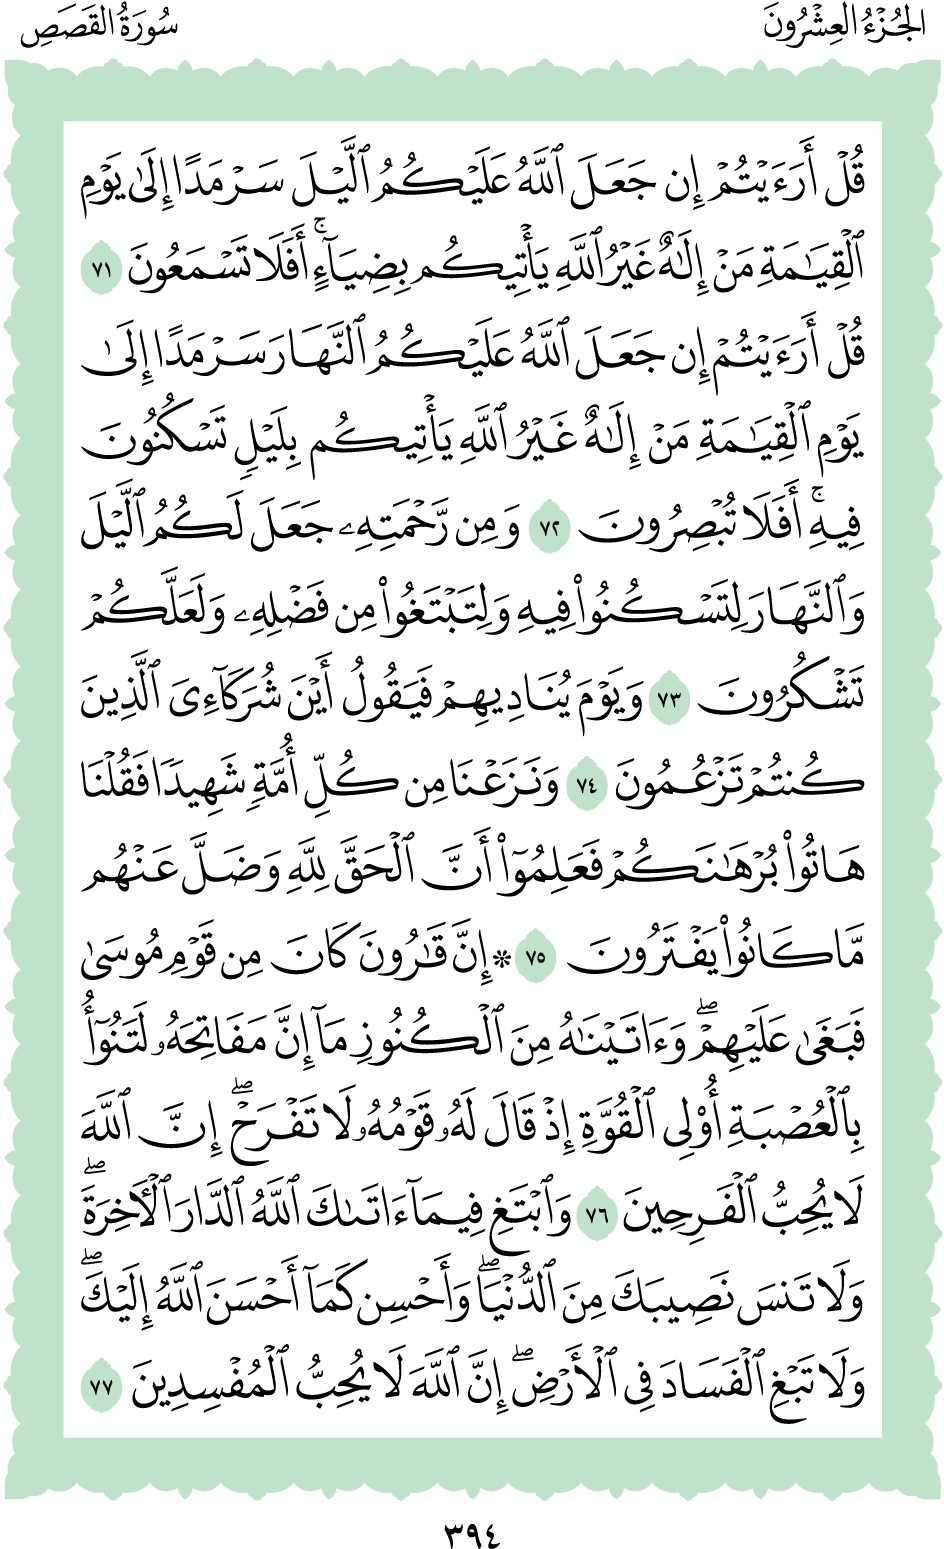 الجُزْءُ العِشْرُونَ
سُورَةُ القَصَصِ
قُلْ أَرَءَيْتُمْ إِن جَعَلَ ٱللَّهُ عَلَيْكُمُ ٱلَّيْلَ سَرْمَدًا إِلَىٰ يَوْمِ
ٱلْقِيَٰمَةِ مَنْ إِلَٰهٌ غَيْرُ ٱللَّهِ يَأْتِيكُم بِضِيَآءٍۚ أَفَلَا تَسْمَعُونَ ٧١
قُلْ أَرَءَيْتُمْ إِن جَعَلَ ٱللَّهُ عَلَيْكُمُ ٱلنَّهَارَ سَرْمَدًا إِلَىٰ
يَوْمِ ٱلْقِيَٰمَةِ مَنْ إِلَٰهٌ غَيْرُ ٱللَّهِ يَأْتِيكُم بِلَيْلٍ تَسْكُنُونَ
فِيهِۚ أَفَلَا تُبْصِرُونَ ٧٢ وَمِن رَّحْمَتِهِۦ جَعَلَ لَكُمُ ٱلَّيْلَ
وَٱلنَّهَارَ لِتَسْكُنُوا۟ فِيهِ وَلِتَبْتَغُوا۟ مِن فَضْلِهِۦ وَلَعَلَّكُمْ
تَشْكُرُونَ ٧٣ وَيَوْمَ يُنَادِيهِمْ فَيَقُولُ أَيْنَ شُرَكَآءِىَ ٱلَّذِينَ
كُنتُمْ تَزْعُمُونَ ٧٤ وَنَزَعْنَا مِن كُلِّ أُمَّةٍ شَهِيدًا فَقُلْنَا
هَاتُوا۟ بُرْهَٰنَكُمْ فَعَلِمُوٓا۟ أَنَّ ٱلْحَقَّ لِلَّهِ وَضَلَّ عَنْهُم
مَّا كَانُوا۟ يَفْتَرُونَ ٧٥ ۞ إِنَّ قَٰرُونَ كَانَ مِن قَوْمِ مُوسَىٰ
فَبَغَىٰ عَلَيْهِمْۖ وَءَاتَيْنَٰهُ مِنَ ٱلْكُنُوزِ مَآ إِنَّ مَفَاتِحَهُۥ لَتَنُوٓأُ
بِٱلْعُصْبَةِ أُو۟لِى ٱلْقُوَّةِ إِذْ قَالَ لَهُۥ قَوْمُهُۥ لَا تَفْرَحْۖ إِنَّ ٱللَّهَ
لَا يُحِبُّ ٱلْفَرِحِينَ ٧٦ وَٱبْتَغِ فِيمَآ ءَاتَىٰكَ ٱللَّهُ ٱلدَّارَ ٱلْـَٔاخِرَةَۖ
وَلَا تَنسَ نَصِيبَكَ مِنَ ٱلدُّنْيَاۖ وَأَحْسِن كَمَآ أَحْسَنَ ٱللَّهُ إِلَيْكَۖ
وَلَا تَبْغِ ٱلْفَسَادَ فِى ٱلْأَرْضِۖ إِنَّ ٱللَّهَ لَا يُحِبُّ ٱلْمُفْسِدِينَ ٧٧
٣٩٤